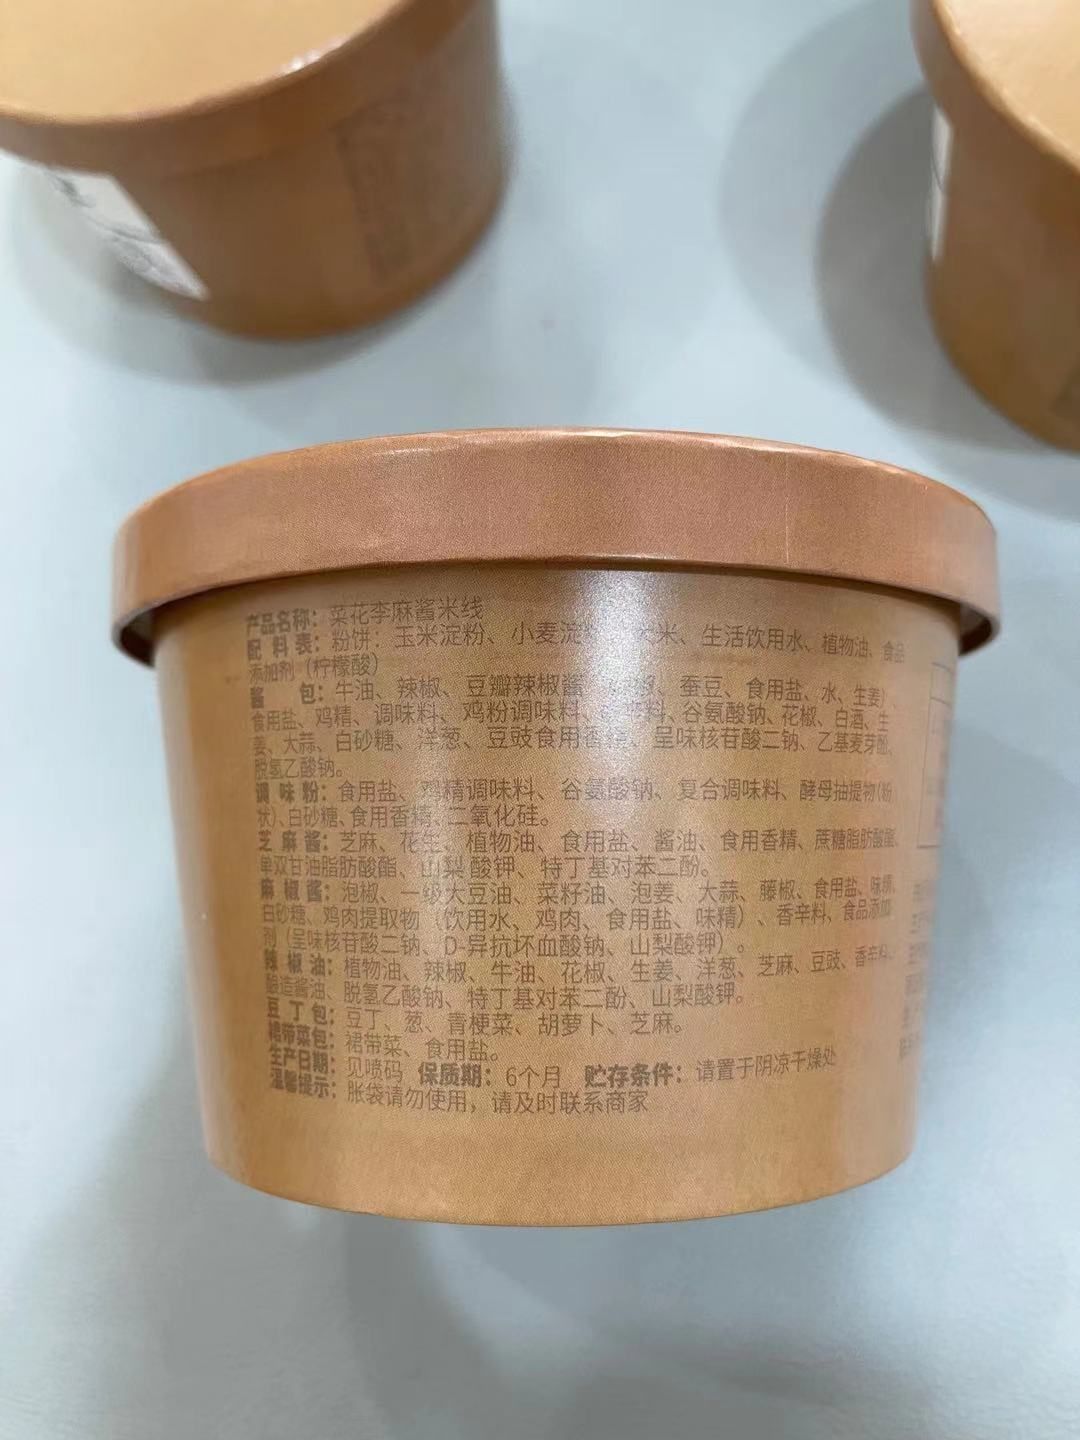 产品名称：菜花李麻酱米线
配 料 表：粉饼：玉米淀粉、小麦淀 米、生活饮用水、植物油、食品
添加剂（柠檬酸）
酱 包：牛油、辣椒、豆瓣辣椒酱 椒、蚕豆、食用盐、水、生姜）、
食用盐、鸡精、调味料、鸡粉调味料、 料、谷氨酸钠、花椒、白酒、生
姜、大蒜、白砂糖、洋葱、豆豉食用香精、呈味核苷酸二钠、乙基麦芽酚、
脱氢乙酸钠。
调 味 粉：食用盐、鸡精调味料、谷氨酸钠、复合调味料、酵母抽提物（粉
状）、白砂糖、食用香精、二氧化硅。
芝 麻 酱：芝麻、花生、植物油、食用盐、酱油、食用香精、蔗糖脂肪酸酯、
单双甘油脂肪酸酯、山梨酸钾、特丁基对苯二酚。
麻 椒 酱：泡椒、一级大豆油、菜籽油、泡姜、大蒜、藤椒、食用盐、味精、
白砂糖、鸡肉提取物（饮用水、鸡肉、食用盐、味精）、香辛料、食品添加
剂（呈味核苷酸二钠、D-异抗坏血酸钠、山梨酸钾）。
辣 椒 油：植物油、辣椒、牛油、花椒、生姜、洋葱、芝麻、豆豉、香辛料、
酿造酱油、脱氢乙酸钠、特丁基对苯二酚、山梨酸钾。
豆 丁 包：豆丁、葱、青梗菜、胡萝卜、芝麻。
裙带菜包：裙带菜、食用盐。
生产日期：见喷码 保质期：6个月 贮存条件：请置于阴凉干燥处
温馨提示：胀袋请勿使用，请及时联系商家